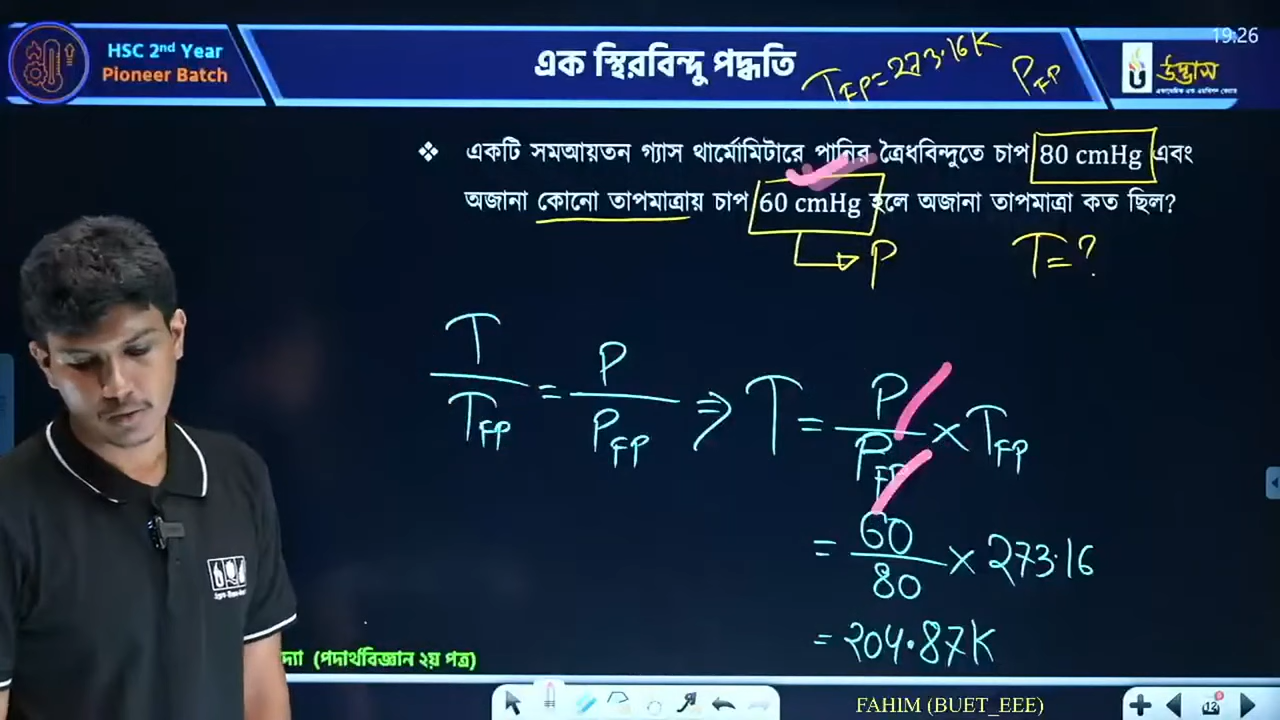 19:26
HSC 2nd Year
Pioneer Batch
এক স্থিরবিন্দু পদ্ধতি
T_FP = 273.16K
P_FP
উদ্ভাস
❖ একটি সমআয়তন গ্যাস থার্মোমিটারে পানির ত্রৈধবিন্দুতে চাপ 80 cmHg এবং
অজানা কোনো তাপমাত্রায় চাপ 60 cmHg হলে অজানা তাপমাত্রা কত ছিল?
P
T = ?
T/T_FP = P/P_FP ⇒ T = P/P_FP × T_FP
= 60/80 × 273.16
= 204.87K
(পদার্থবিজ্ঞান ২য় পত্র)
FAHIM (BUET_EEE)
12